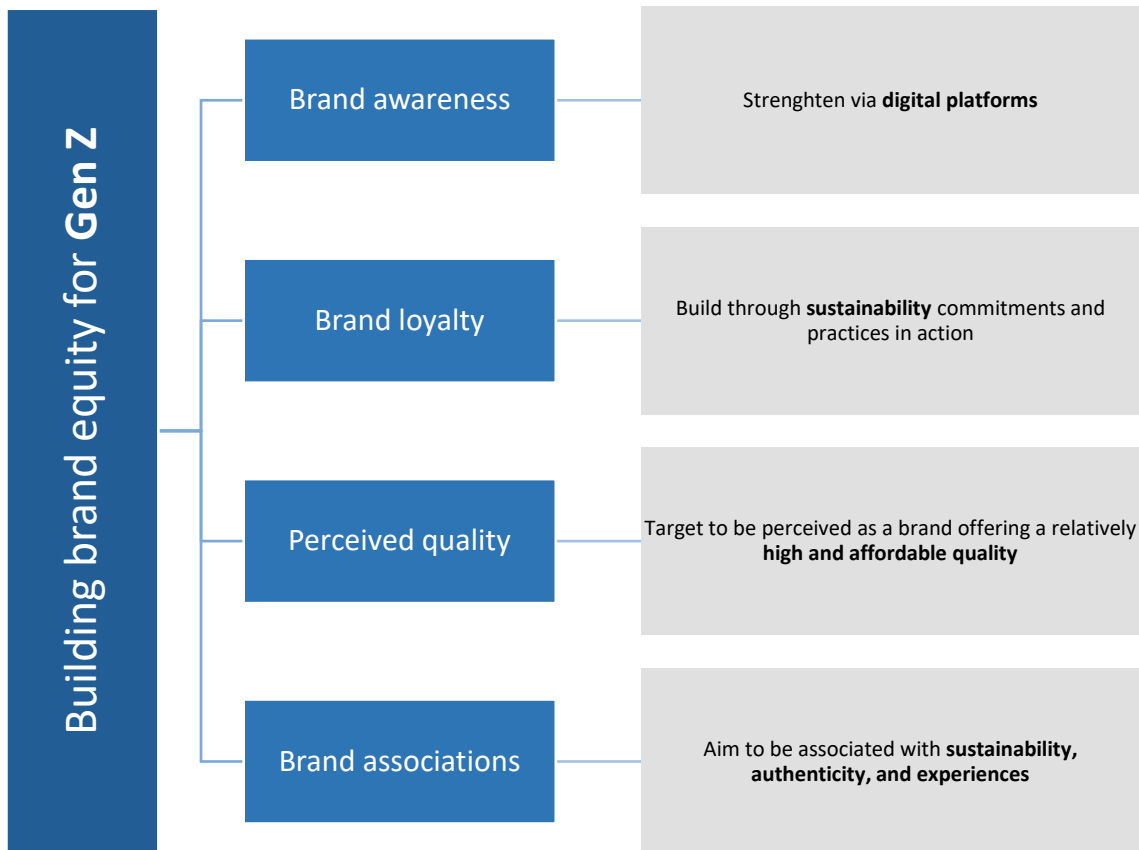 Building brand equity for Gen Z
Brand awareness
Strenghten via digital platforms
Brand loyalty
Build through sustainability commitments and
practices in action
Perceived quality
Target to be perceived as a brand offering a relatively
high and affordable quality
Brand associations
Aim to be associated with sustainability,
authenticity, and experiences